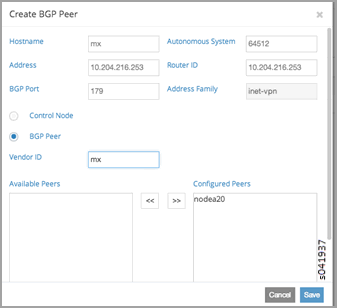 Create BGP Peer ×
Hostname mx Autonomous System 64512
Address 10.204.216.253 Router ID 10.204.216.253
BGP Port 179 Address Family inet-vpn
Control Node
BGP Peer
Vendor ID mx
Available Peers Configured Peers
<< >> nodea20
s041937
Cancel Save